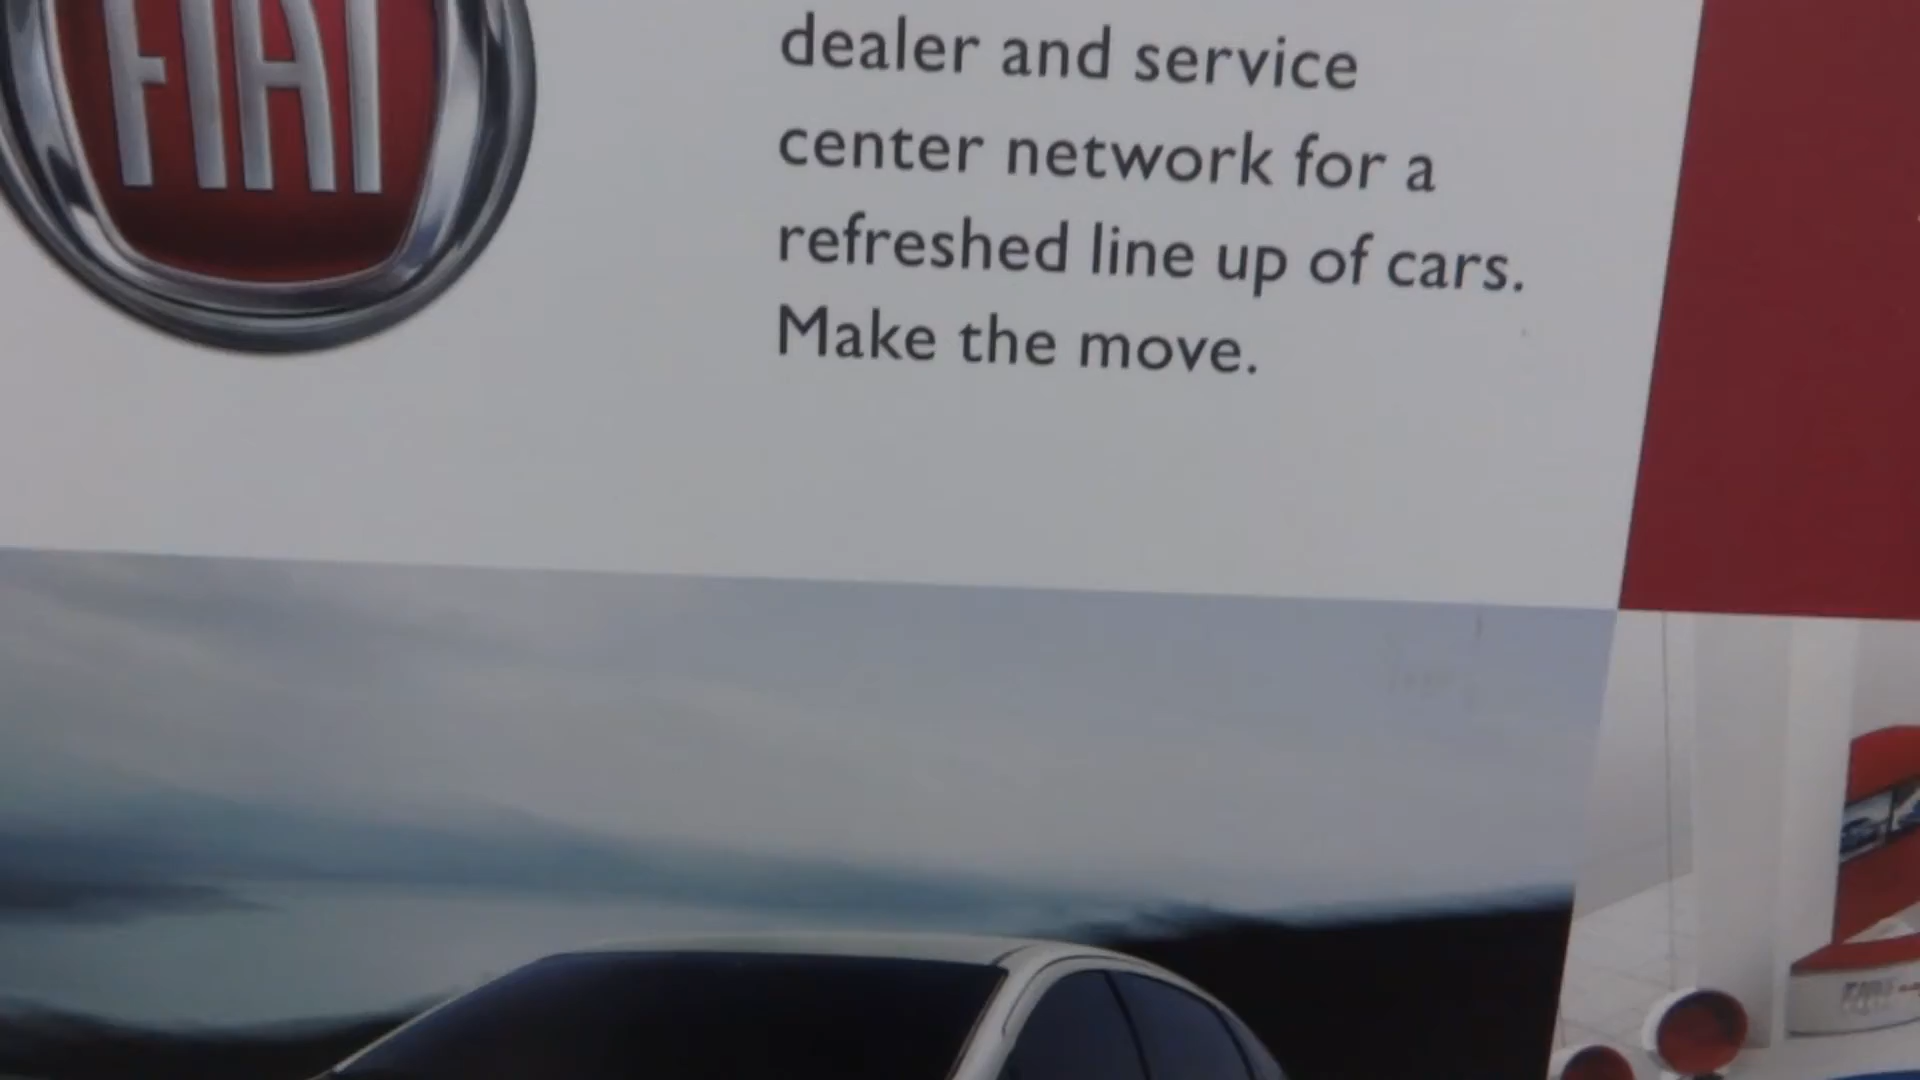 FIAT
dealer and service
center network for a
refreshed line up of cars.
Make the move.